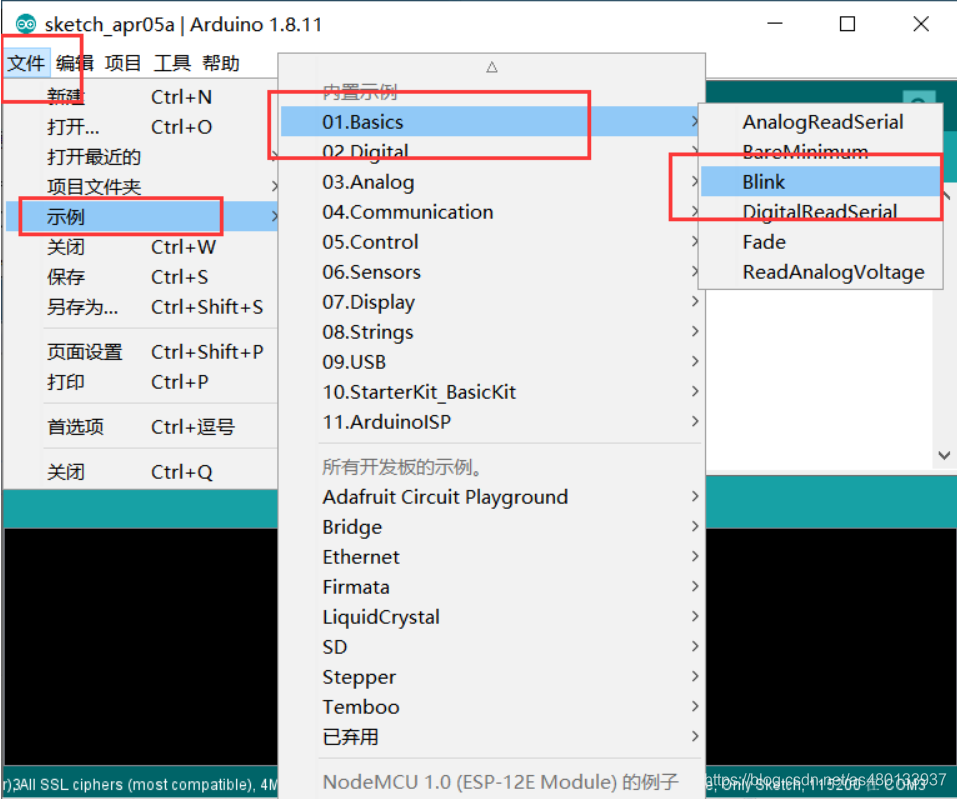 sketch_apr05a | Arduino 1.8.11
文件 编辑 项目 工具 帮助
新建 Ctrl+N
打开... Ctrl+O
打开最近的
项目文件夹
示例
关闭 Ctrl+W
保存 Ctrl+S
另存为... Ctrl+Shift+S
页面设置 Ctrl+Shift+P
打印 Ctrl+P
首选项 Ctrl+逗号
关闭 Ctrl+Q
内置示例
01.Basics
02.Digital
03.Analog
04.Communication
05.Control
06.Sensors
07.Display
08.Strings
09.USB
10.StarterKit_BasicKit
11.ArduinoISP
所有开发板的示例。
Adafruit Circuit Playground
Bridge
Ethernet
Firmata
LiquidCrystal
SD
Stepper
Temboo
已弃用
NodeMCU 1.0 (ESP-12E Module) 的例子
AnalogReadSerial
BareMinimum
Blink
DigitalReadSerial
Fade
ReadAnalogVoltage
All SSL ciphers (most compatible), 4M
Only Sketch, 115200 在 COM3